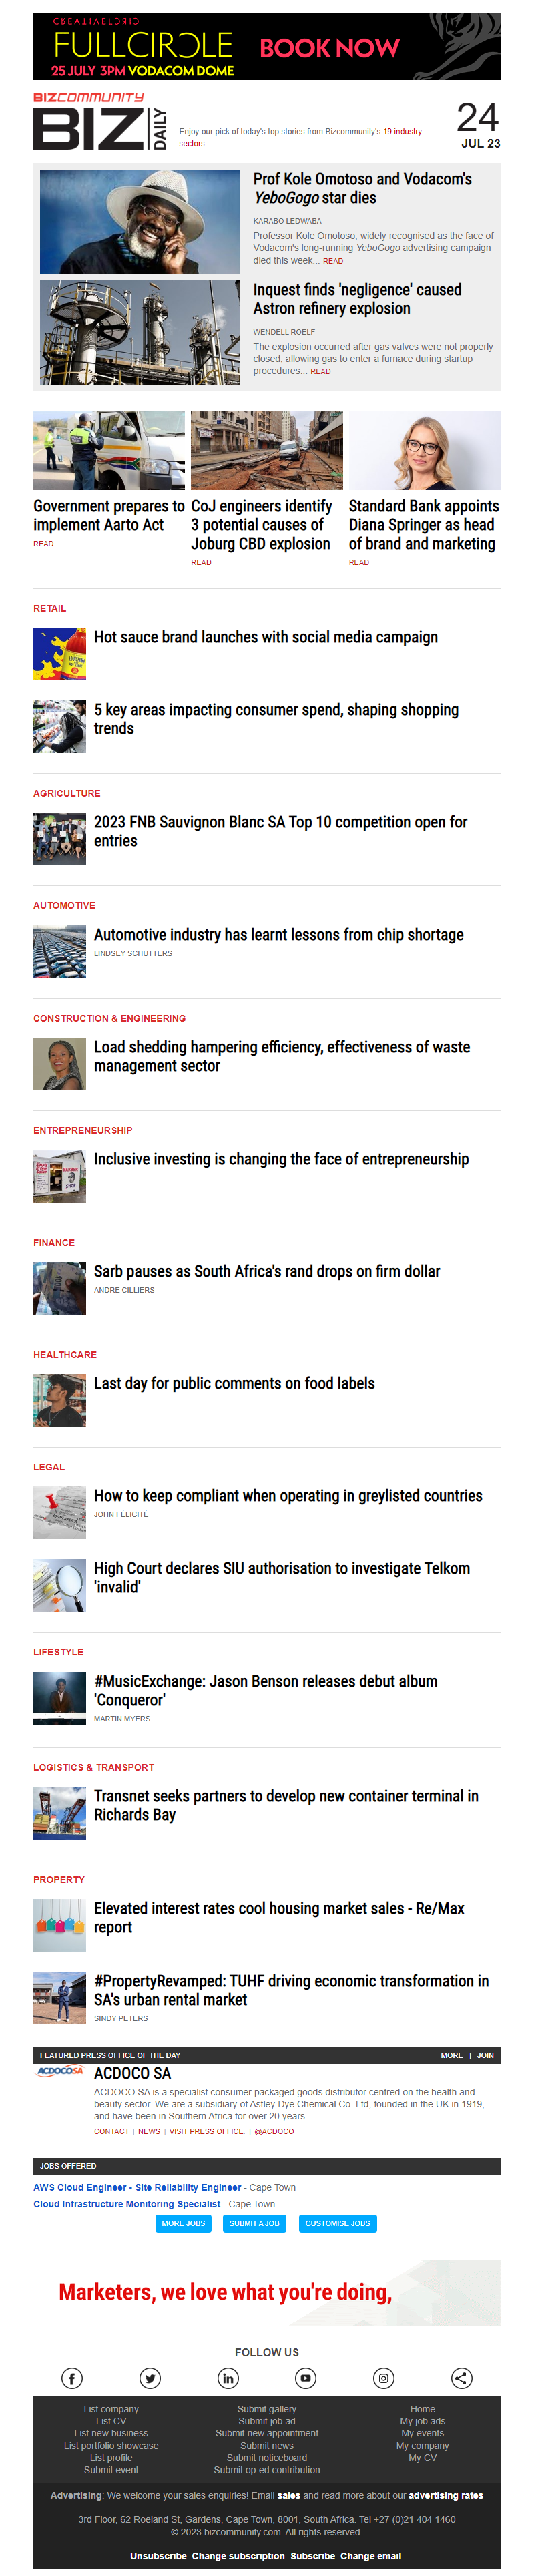 CREATIVECIRCLE
FULLCIRCLE
BOOK NOW
25 JULY 3PM VODACOM DOME
BIZCOMMUNITY
BIZ
DAILY
Enjoy our pick of today's top stories from Bizcommunity's 19 industry
sectors.
24
JUL 23
Prof Kole Omotoso and Vodacom's
YeboGogo star dies
KARABO LEDWABA
Professor Kole Omotoso, widely recognised as the face of
Vodacom's long-running YeboGogo advertising campaign
died this week... READ
Inquest finds 'negligence' caused
Astron refinery explosion
WENDELL ROELF
The explosion occurred after gas valves were not properly
closed, allowing gas to enter a furnace during startup
procedures... READ
Government prepares to
implement Aarto Act
READ
CoJ engineers identify
3 potential causes of
Joburg CBD explosion
READ
Standard Bank appoints
Diana Springer as head
of brand and marketing
READ
RETAIL
Hot sauce brand launches with social media campaign
5 key areas impacting consumer spend, shaping shopping
trends
AGRICULTURE
2023 FNB Sauvignon Blanc SA Top 10 competition open for
entries
AUTOMOTIVE
Automotive industry has learnt lessons from chip shortage
LINDSEY SCHUTTERS
CONSTRUCTION & ENGINEERING
Load shedding hampering efficiency, effectiveness of waste
management sector
ENTREPRENEURSHIP
Inclusive investing is changing the face of entrepreneurship
FINANCE
Sarb pauses as South Africa's rand drops on firm dollar
ANDRE CILLIERS
HEALTHCARE
Last day for public comments on food labels
LEGAL
How to keep compliant when operating in greylisted countries
JOHN FÉLICITÉ
High Court declares SIU authorisation to investigate Telkom
'invalid'
LIFESTYLE
#MusicExchange: Jason Benson releases debut album
'Conqueror'
MARTIN MYERS
LOGISTICS & TRANSPORT
Transnet seeks partners to develop new container terminal in
Richards Bay
PROPERTY
Elevated interest rates cool housing market sales - Re/Max
report
#PropertyRevamped: TUHF driving economic transformation in
SA's urban rental market
SINDY PETERS
FEATURED PRESS OFFICE OF THE DAY
MORE | JOIN
ACDOCOSA
ACDOCO SA
ACDOCO SA is a specialist consumer packaged goods distributor centred on the health and
beauty sector. We are a subsidiary of Astley Dye Chemical Co. Ltd, founded in the UK in 1919,
and have been in Southern Africa for over 20 years.
CONTACT | NEWS | VISIT PRESS OFFICE. | @ACDOCO
JOBS OFFERED
AWS Cloud Engineer - Site Reliability Engineer - Cape Town
Cloud Infrastructure Monitoring Specialist - Cape Town
MORE JOBS
SUBMIT A JOB
CUSTOMISE JOBS
Marketers, we love what you're doing,
FOLLOW US
List company
List CV
List new business
List portfolio showcase
List profile
Submit event
Submit gallery
Submit job ad
Submit new appointment
Submit news
Submit noticeboard
Submit op-ed contribution
Home
My job ads
My events
My company
My CV
Advertising: We welcome your sales enquiries! Email sales and read more about our advertising rates
3rd Floor, 62 Roeland St, Gardens, Cape Town, 8001, South Africa. Tel +27 (0)21 404 1460
© 2023 bizcommunity.com. All rights reserved.
Unsubscribe. Change subscription. Subscribe. Change email.